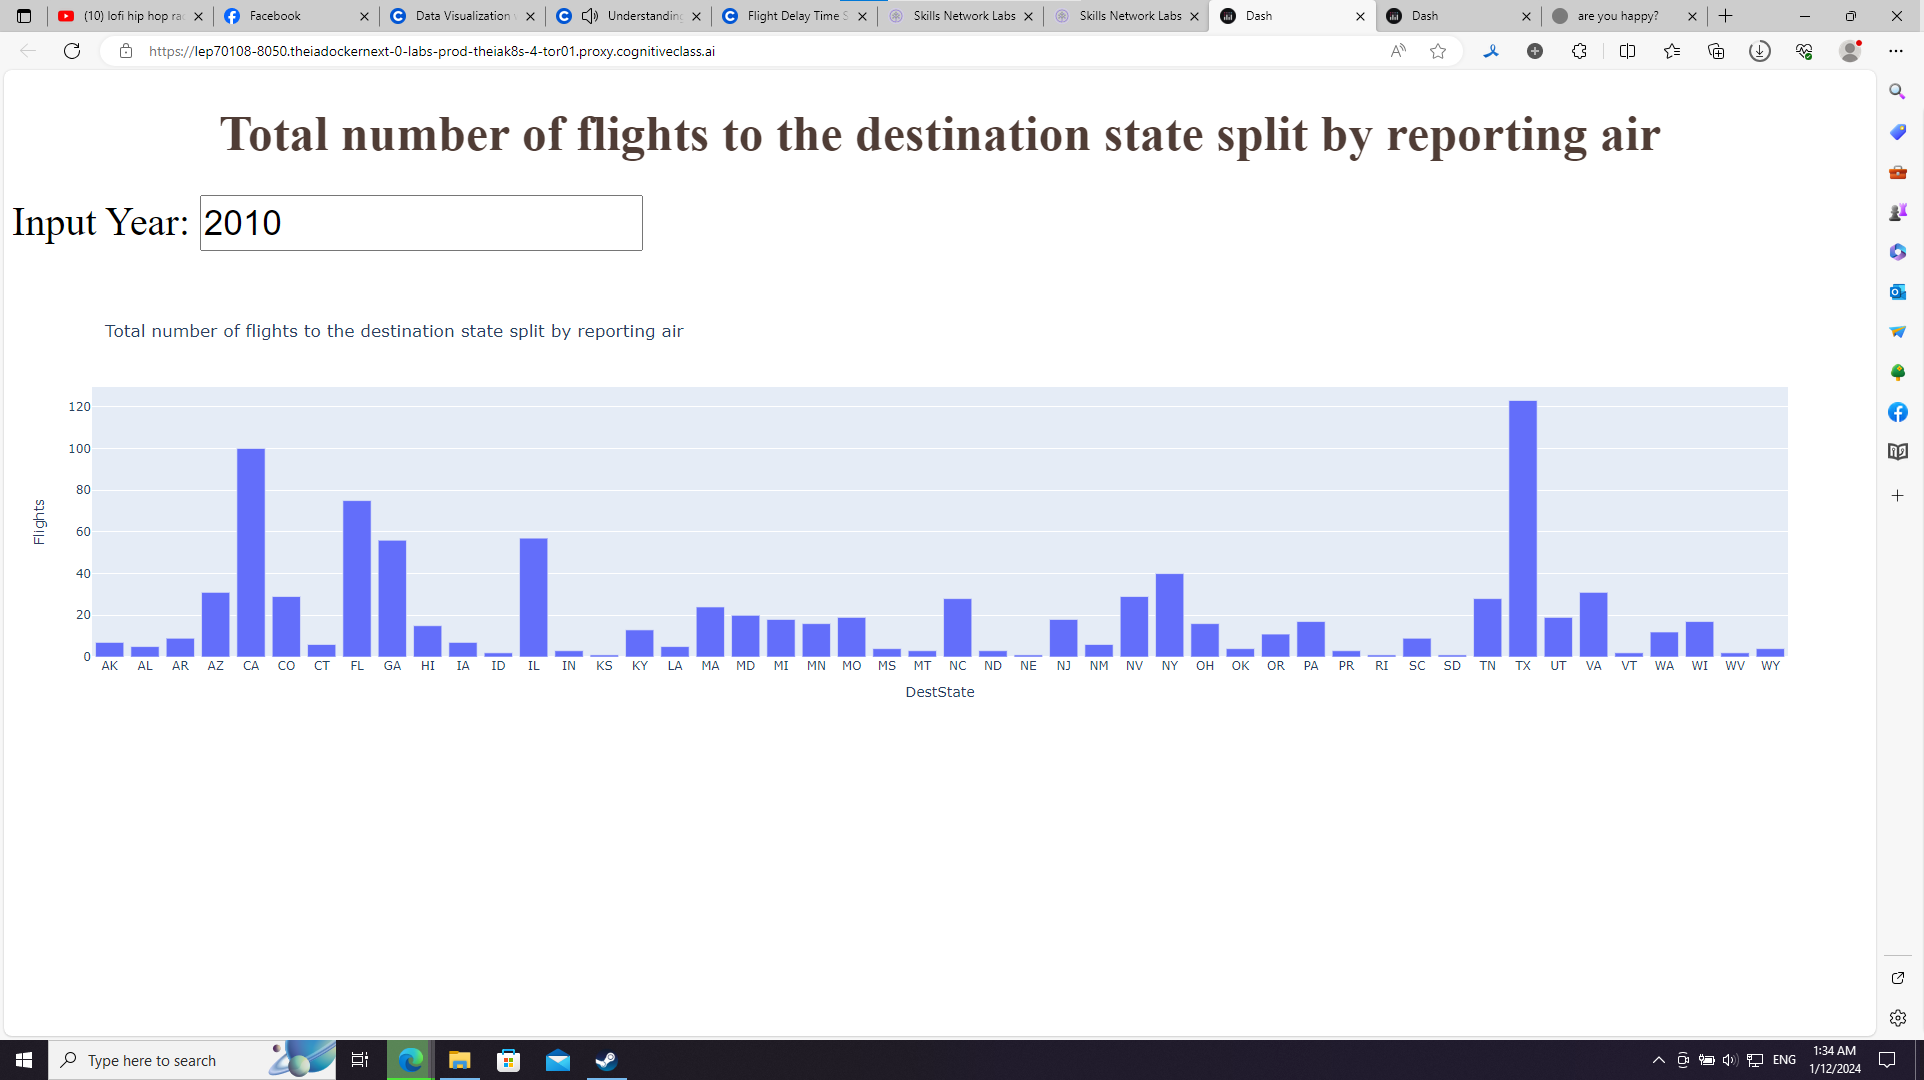 (10) lofi hip hop ra
Facebook
Data Visualization
Understanding
Flight Delay Time S
Skills Network Labs
Skills Network Labs
Dash
Dash
are you happy?
https://lep70108-8050.theiadockernext-0-labs-prod-theiak8s-4-tor01.proxy.cognitiveclass.ai
Total number of flights to the destination state split by reporting air
Input Year: 2010
Total number of flights to the destination state split by reporting air
120
100
80
60
40
20
0
Flights
AK AL AR AZ CA CO CT FL GA HI IA ID IL IN KS KY LA MA MD MI MN MO MS MT NC ND NE NJ NM NV NY OH OK OR PA PR RI SC SD TN TX UT VA VT WA WI WV WY
DestState
Type here to search
ENG
1:34 AM
1/12/2024